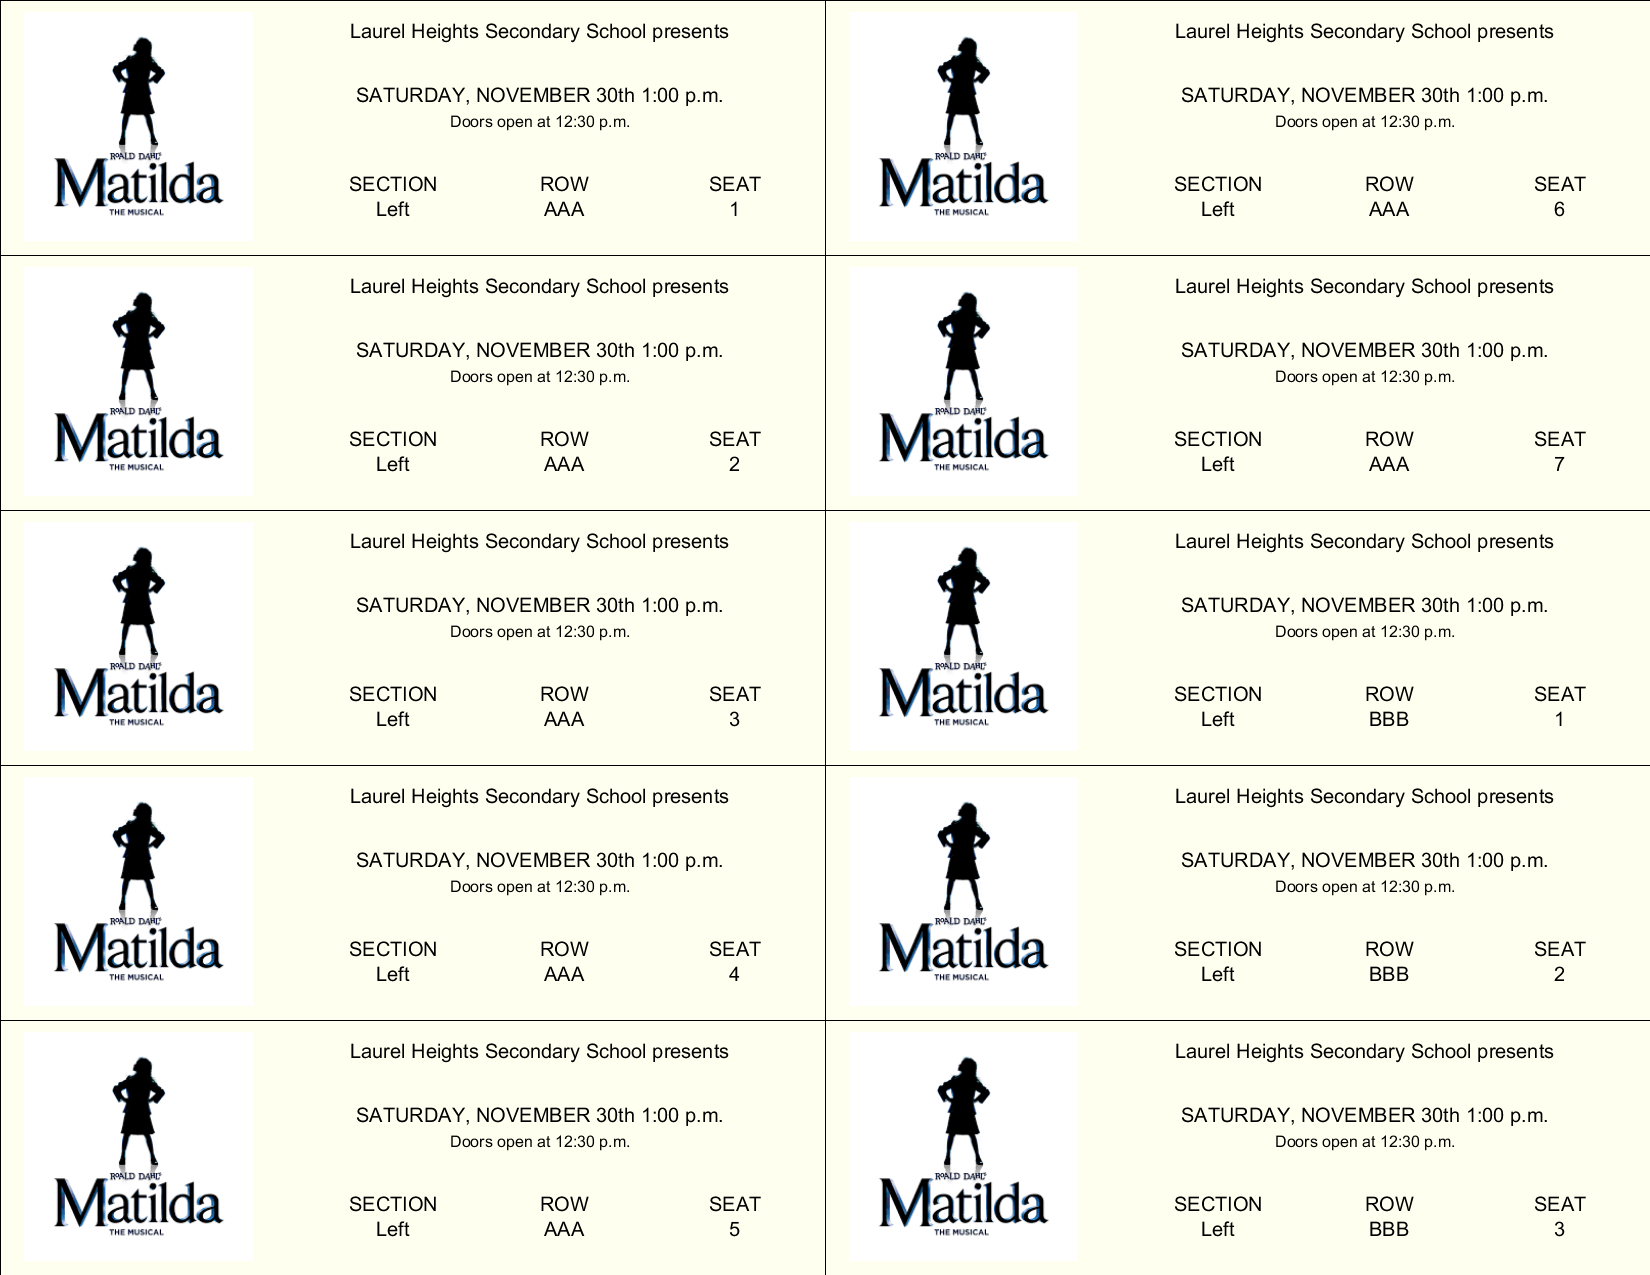 Laurel Heights Secondary School presents
SATURDAY, NOVEMBER 30th 1:00 p.m.
Doors open at 12:30 p.m.
ROALD DAHL'S
Matilda
THE MUSICAL
SECTION ROW SEAT
Left AAA 1
Laurel Heights Secondary School presents
SATURDAY, NOVEMBER 30th 1:00 p.m.
Doors open at 12:30 p.m.
ROALD DAHL'S
Matilda
THE MUSICAL
SECTION ROW SEAT
Left AAA 6
Laurel Heights Secondary School presents
SATURDAY, NOVEMBER 30th 1:00 p.m.
Doors open at 12:30 p.m.
ROALD DAHL'S
Matilda
THE MUSICAL
SECTION ROW SEAT
Left AAA 2
Laurel Heights Secondary School presents
SATURDAY, NOVEMBER 30th 1:00 p.m.
Doors open at 12:30 p.m.
ROALD DAHL'S
Matilda
THE MUSICAL
SECTION ROW SEAT
Left AAA 7
Laurel Heights Secondary School presents
SATURDAY, NOVEMBER 30th 1:00 p.m.
Doors open at 12:30 p.m.
ROALD DAHL'S
Matilda
THE MUSICAL
SECTION ROW SEAT
Left AAA 3
Laurel Heights Secondary School presents
SATURDAY, NOVEMBER 30th 1:00 p.m.
Doors open at 12:30 p.m.
ROALD DAHL'S
Matilda
THE MUSICAL
SECTION ROW SEAT
Left BBB 1
Laurel Heights Secondary School presents
SATURDAY, NOVEMBER 30th 1:00 p.m.
Doors open at 12:30 p.m.
ROALD DAHL'S
Matilda
THE MUSICAL
SECTION ROW SEAT
Left AAA 4
Laurel Heights Secondary School presents
SATURDAY, NOVEMBER 30th 1:00 p.m.
Doors open at 12:30 p.m.
ROALD DAHL'S
Matilda
THE MUSICAL
SECTION ROW SEAT
Left BBB 2
Laurel Heights Secondary School presents
SATURDAY, NOVEMBER 30th 1:00 p.m.
Doors open at 12:30 p.m.
ROALD DAHL'S
Matilda
THE MUSICAL
SECTION ROW SEAT
Left AAA 5
Laurel Heights Secondary School presents
SATURDAY, NOVEMBER 30th 1:00 p.m.
Doors open at 12:30 p.m.
ROALD DAHL'S
Matilda
THE MUSICAL
SECTION ROW SEAT
Left BBB 3